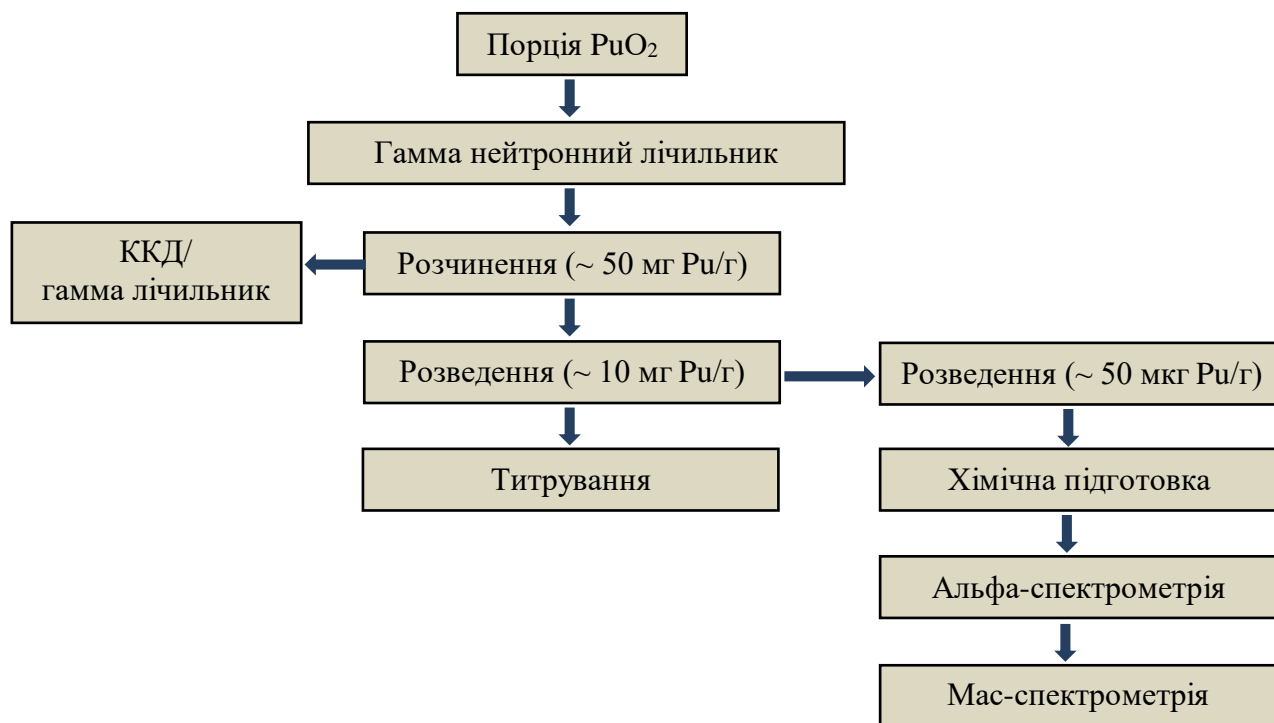 Порція PuO₂
Гамма нейтронний лічильник
ККД/
гамма лічильник
Розчинення (~ 50 мг Pu/г)
Розведення (~ 10 мг Pu/г)
Розведення (~ 50 мкг Pu/г)
Титрування
Хімічна підготовка
Альфа-спектрометрія
Мас-спектрометрія